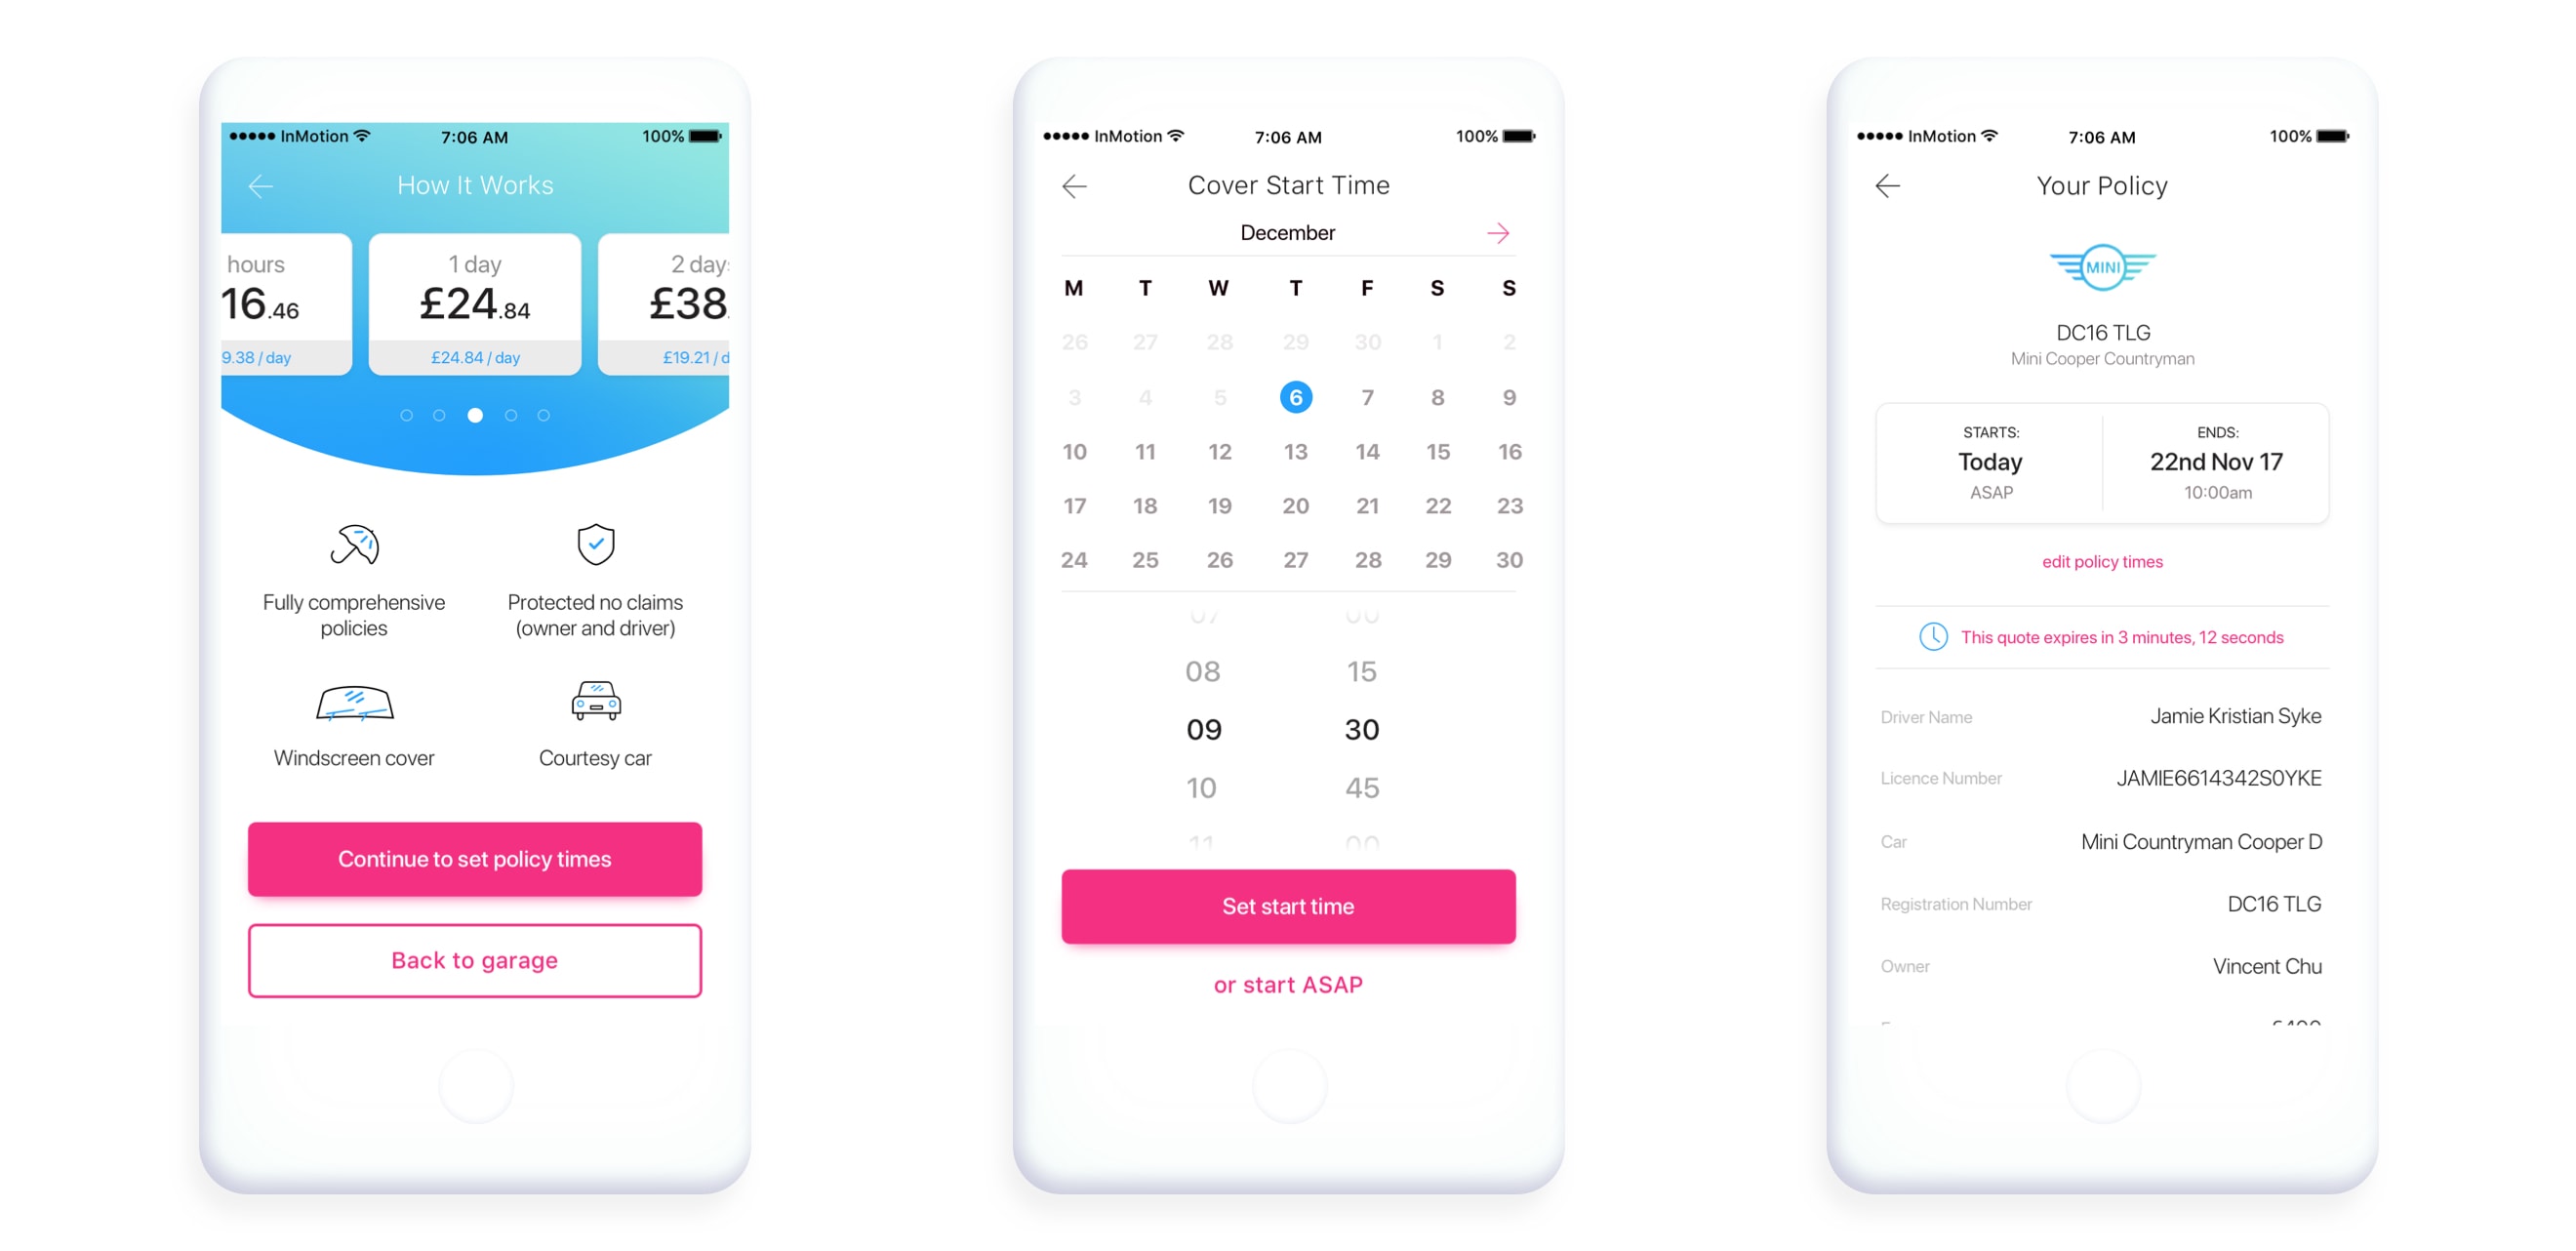 InMotion 7:06 AM 100%
How It Works
hours
16.46
9.38 / day
1 day
£24.84
£24.84 / day
2 days
£38.
£19.21 / d
Fully comprehensive
policies
Protected no claims
(owner and driver)
Windscreen cover
Courtesy car
Continue to set policy times
Back to garage
InMotion 7:06 AM 100%
Cover Start Time
December
M T W T F S S
26 27 28 29 30 1 2
3 4 5 6 7 8 9
10 11 12 13 14 15 16
17 18 19 20 21 22 23
24 25 26 27 28 29 30
07 00
08 15
09 30
10 45
11 00
Set start time
or start ASAP
InMotion 7:06 AM 100%
Your Policy
MINI
DC16 TLG
Mini Cooper Countryman
STARTS:
Today
ASAP
ENDS:
22nd Nov 17
10:00am
edit policy times
This quote expires in 3 minutes, 12 seconds
Driver Name Jamie Kristian Syke
Licence Number JAMIE6614342S0YKE
Car Mini Countryman Cooper D
Registration Number DC16 TLG
Owner Vincent Chu